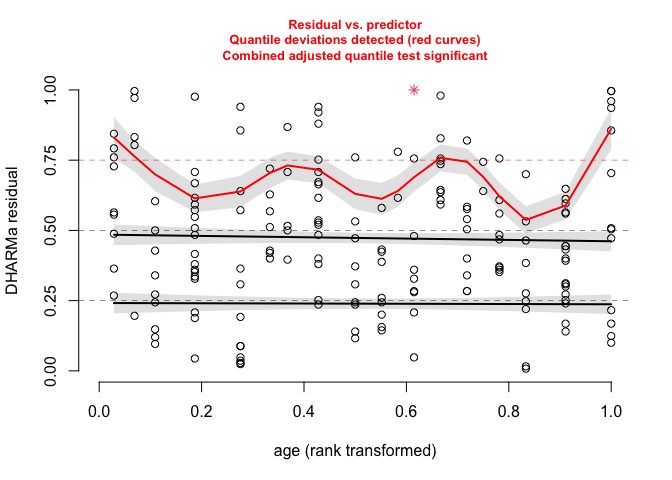 Residual vs. predictor
Quantile deviations detected (red curves)
Combined adjusted quantile test significant
1.00
0.75
0.50
0.25
0.00
DHARMa residual
0.0 0.2 0.4 0.6 0.8 1.0
age (rank transformed)